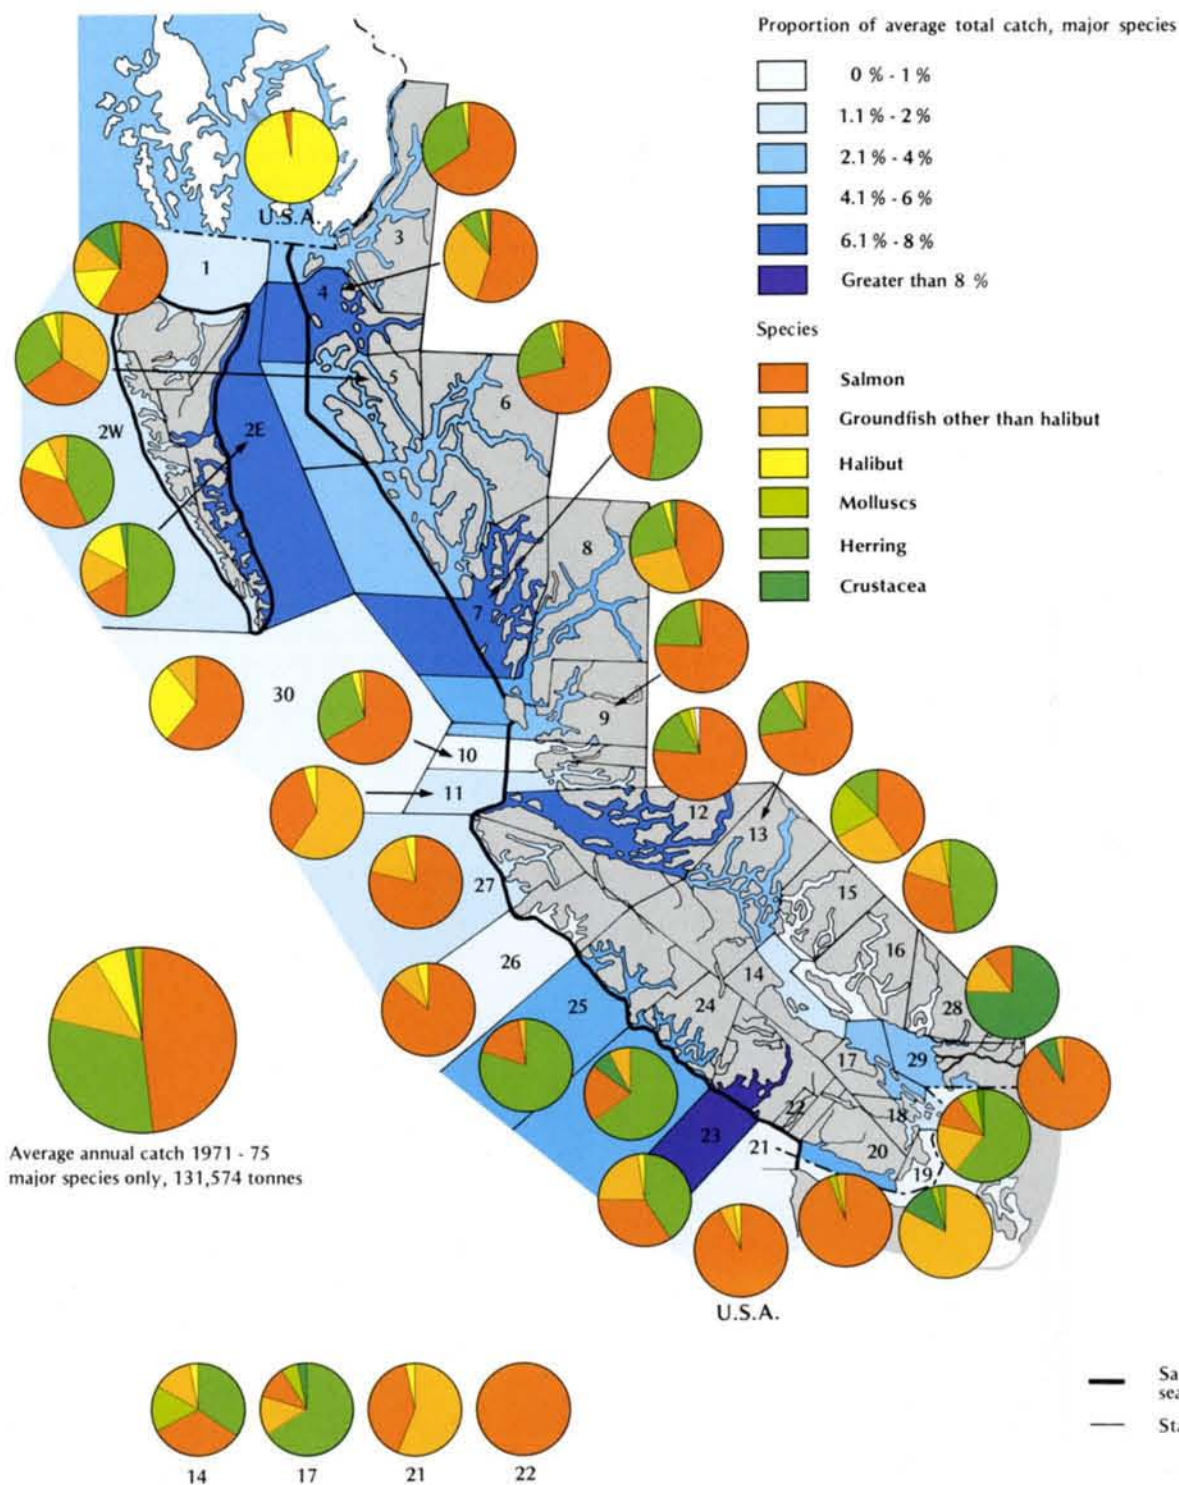 Proportion of average total catch, major species
0 % - 1 %
1.1 % - 2 %
2.1 % - 4 %
4.1 % - 6 %
6.1 % - 8 %
Greater than 8 %
Species
Salmon
Groundfish other than halibut
Halibut
Molluscs
Herring
Crustacea
U.S.A.
3
1
4
5
6
2W
2E
8
7
30
9
10
11
12
13
27
15
26
16
14
25
24
28
17
29
18
22
23
21
20
19
Average annual catch 1971 - 75
major species only, 131,574 tonnes
U.S.A.
Sa
sea
Sta
14
17
21
22